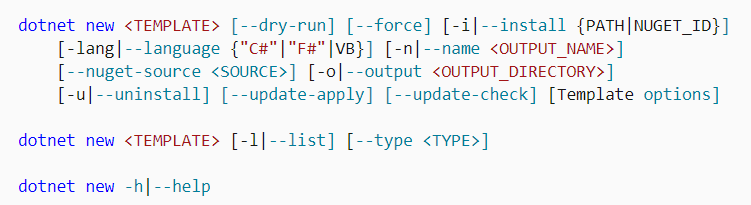 dotnet new <TEMPLATE> [--dry-run] [--force] [-i|--install {PATH|NUGET_ID}]
[-lang|--language {"C#"|"F#"|VB}] [-n|--name <OUTPUT_NAME>]
[--nuget-source <SOURCE>] [-o|--output <OUTPUT_DIRECTORY>]
[-u|--uninstall] [--update-apply] [--update-check] [Template options]
dotnet new <TEMPLATE> [-l|--list] [--type <TYPE>]
dotnet new -h|--help